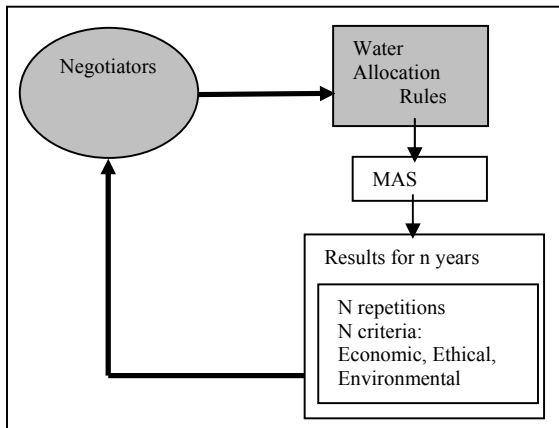 Negotiators
Water
Allocation
Rules
MAS
Results for n years
N repetitions
N criteria:
Economic, Ethical,
Environmental